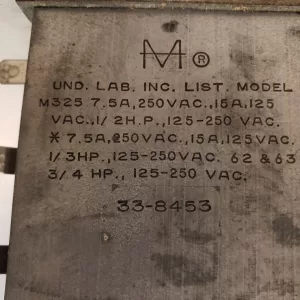 M ®
UND. LAB. INC. LIST. MODEL
M325 7.5A,250VAC.,15A,125
VAC.,1/2H.P.,125-250 VAC.
* 7.5A,250VAC.,15A,125VAC.
1/3HP.,125-250VAC. 62 & 63
3/4 HP., 125-250 VAC.
33-8453